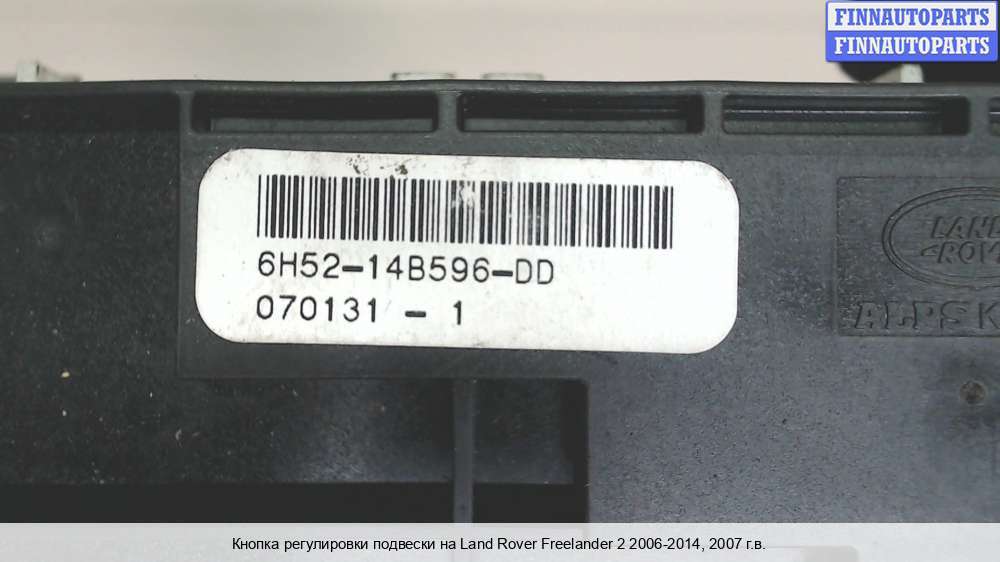 FINNAUTOPARTS
FINNAUTOPARTS
6H52-14B596-DD
070131 - 1
LAND
ROVER
ALPS
Кнопка регулировки подвески на Land Rover Freelander 2 2006-2014, 2007 г.в.